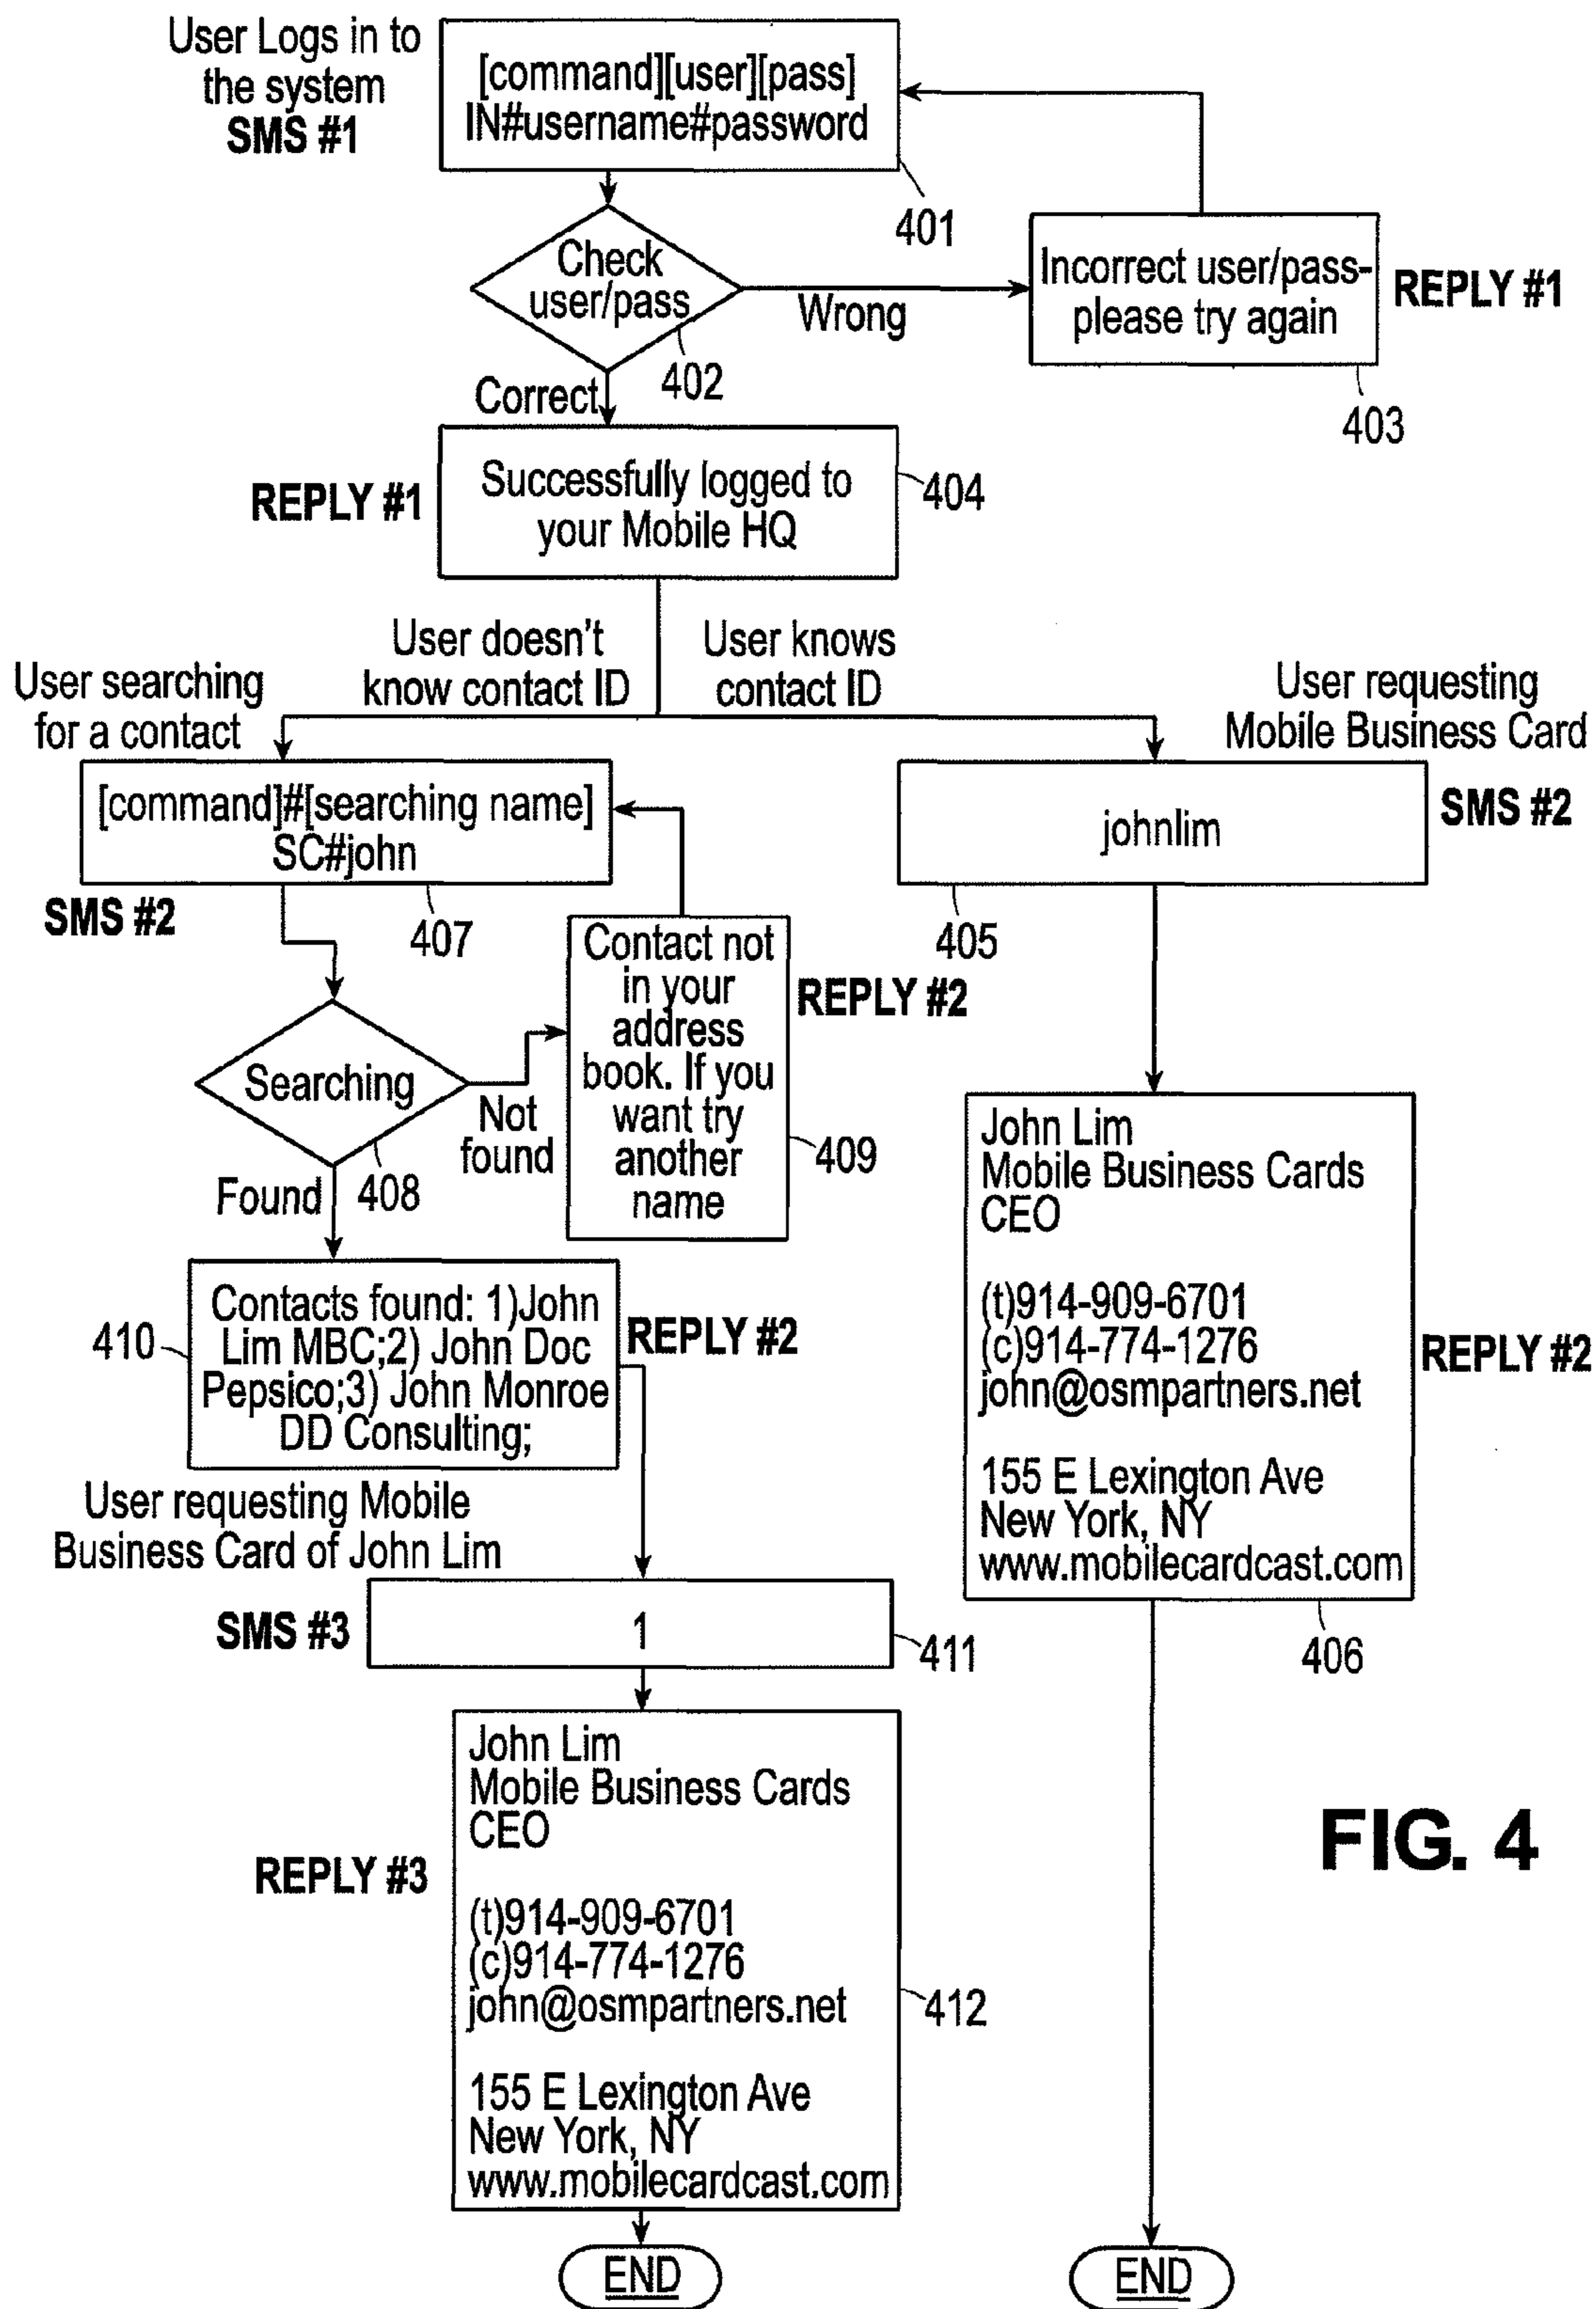 User Logs in to
the system
SMS #1
[command][user][pass]
IN#username#password
401
Check
user/pass
402
Wrong
Incorrect user/pass-
please try again
REPLY #1
403
Correct
REPLY #1
Successfully logged to
your Mobile HQ
404
User doesn't
know contact ID
User knows
contact ID
User searching
for a contact
[command]#[searching name]
SC#john
SMS #2
407
User requesting
Mobile Business Card
johnlim
SMS #2
405
Searching
408
Not
found
Contact not
in your
address
book. If you
want try
another
name
REPLY #2
409
Found
Contacts found: 1)John
Lim MBC;2) John Doc
Pepsico;3) John Monroe
DD Consulting;
410
REPLY #2
John Lim
Mobile Business Cards
CEO
(t)914-909-6701
(c)914-774-1276
john@osmpartners.net
155 E Lexington Ave
New York, NY
www.mobilecardcast.com
REPLY #2
406
User requesting Mobile
Business Card of John Lim
SMS #3
1
411
John Lim
Mobile Business Cards
CEO
(t)914-909-6701
(c)914-774-1276
john@osmpartners.net
155 E Lexington Ave
New York, NY
www.mobilecardcast.com
REPLY #3
412
END
END
FIG. 4